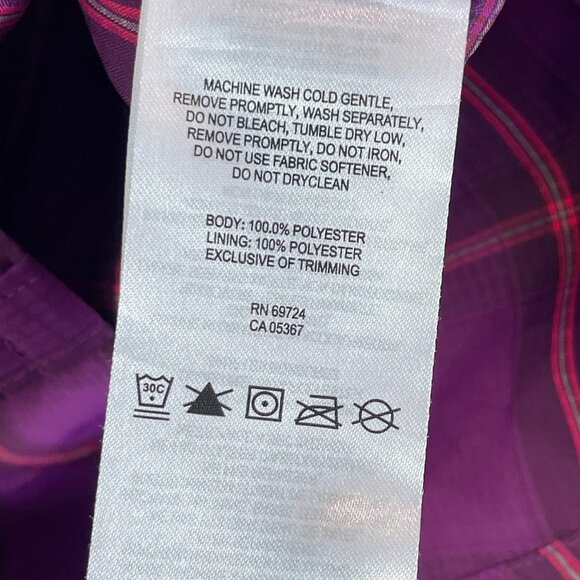 MACHINE WASH COLD GENTLE,
REMOVE PROMPTLY, WASH SEPARATELY,
DO NOT BLEACH, TUMBLE DRY LOW,
REMOVE PROMPTLY, DO NOT IRON,
DO NOT USE FABRIC SOFTENER,
DO NOT DRYCLEAN
BODY: 100.0% POLYESTER
LINING: 100% POLYESTER
EXCLUSIVE OF TRIMMING
RN 69724
CA 05367
30C